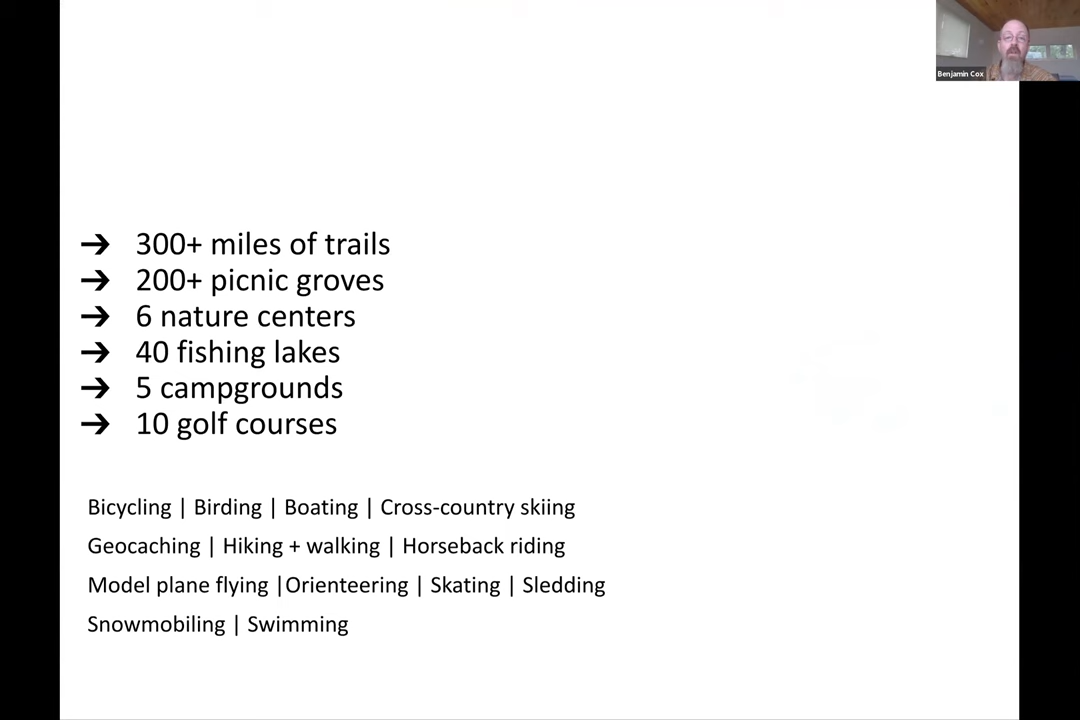 Benjamin Cox
➔ 300+ miles of trails
➔ 200+ picnic groves
➔ 6 nature centers
➔ 40 fishing lakes
➔ 5 campgrounds
➔ 10 golf courses
Bicycling | Birding | Boating | Cross-country skiing
Geocaching | Hiking + walking | Horseback riding
Model plane flying |Orienteering | Skating | Sledding
Snowmobiling | Swimming